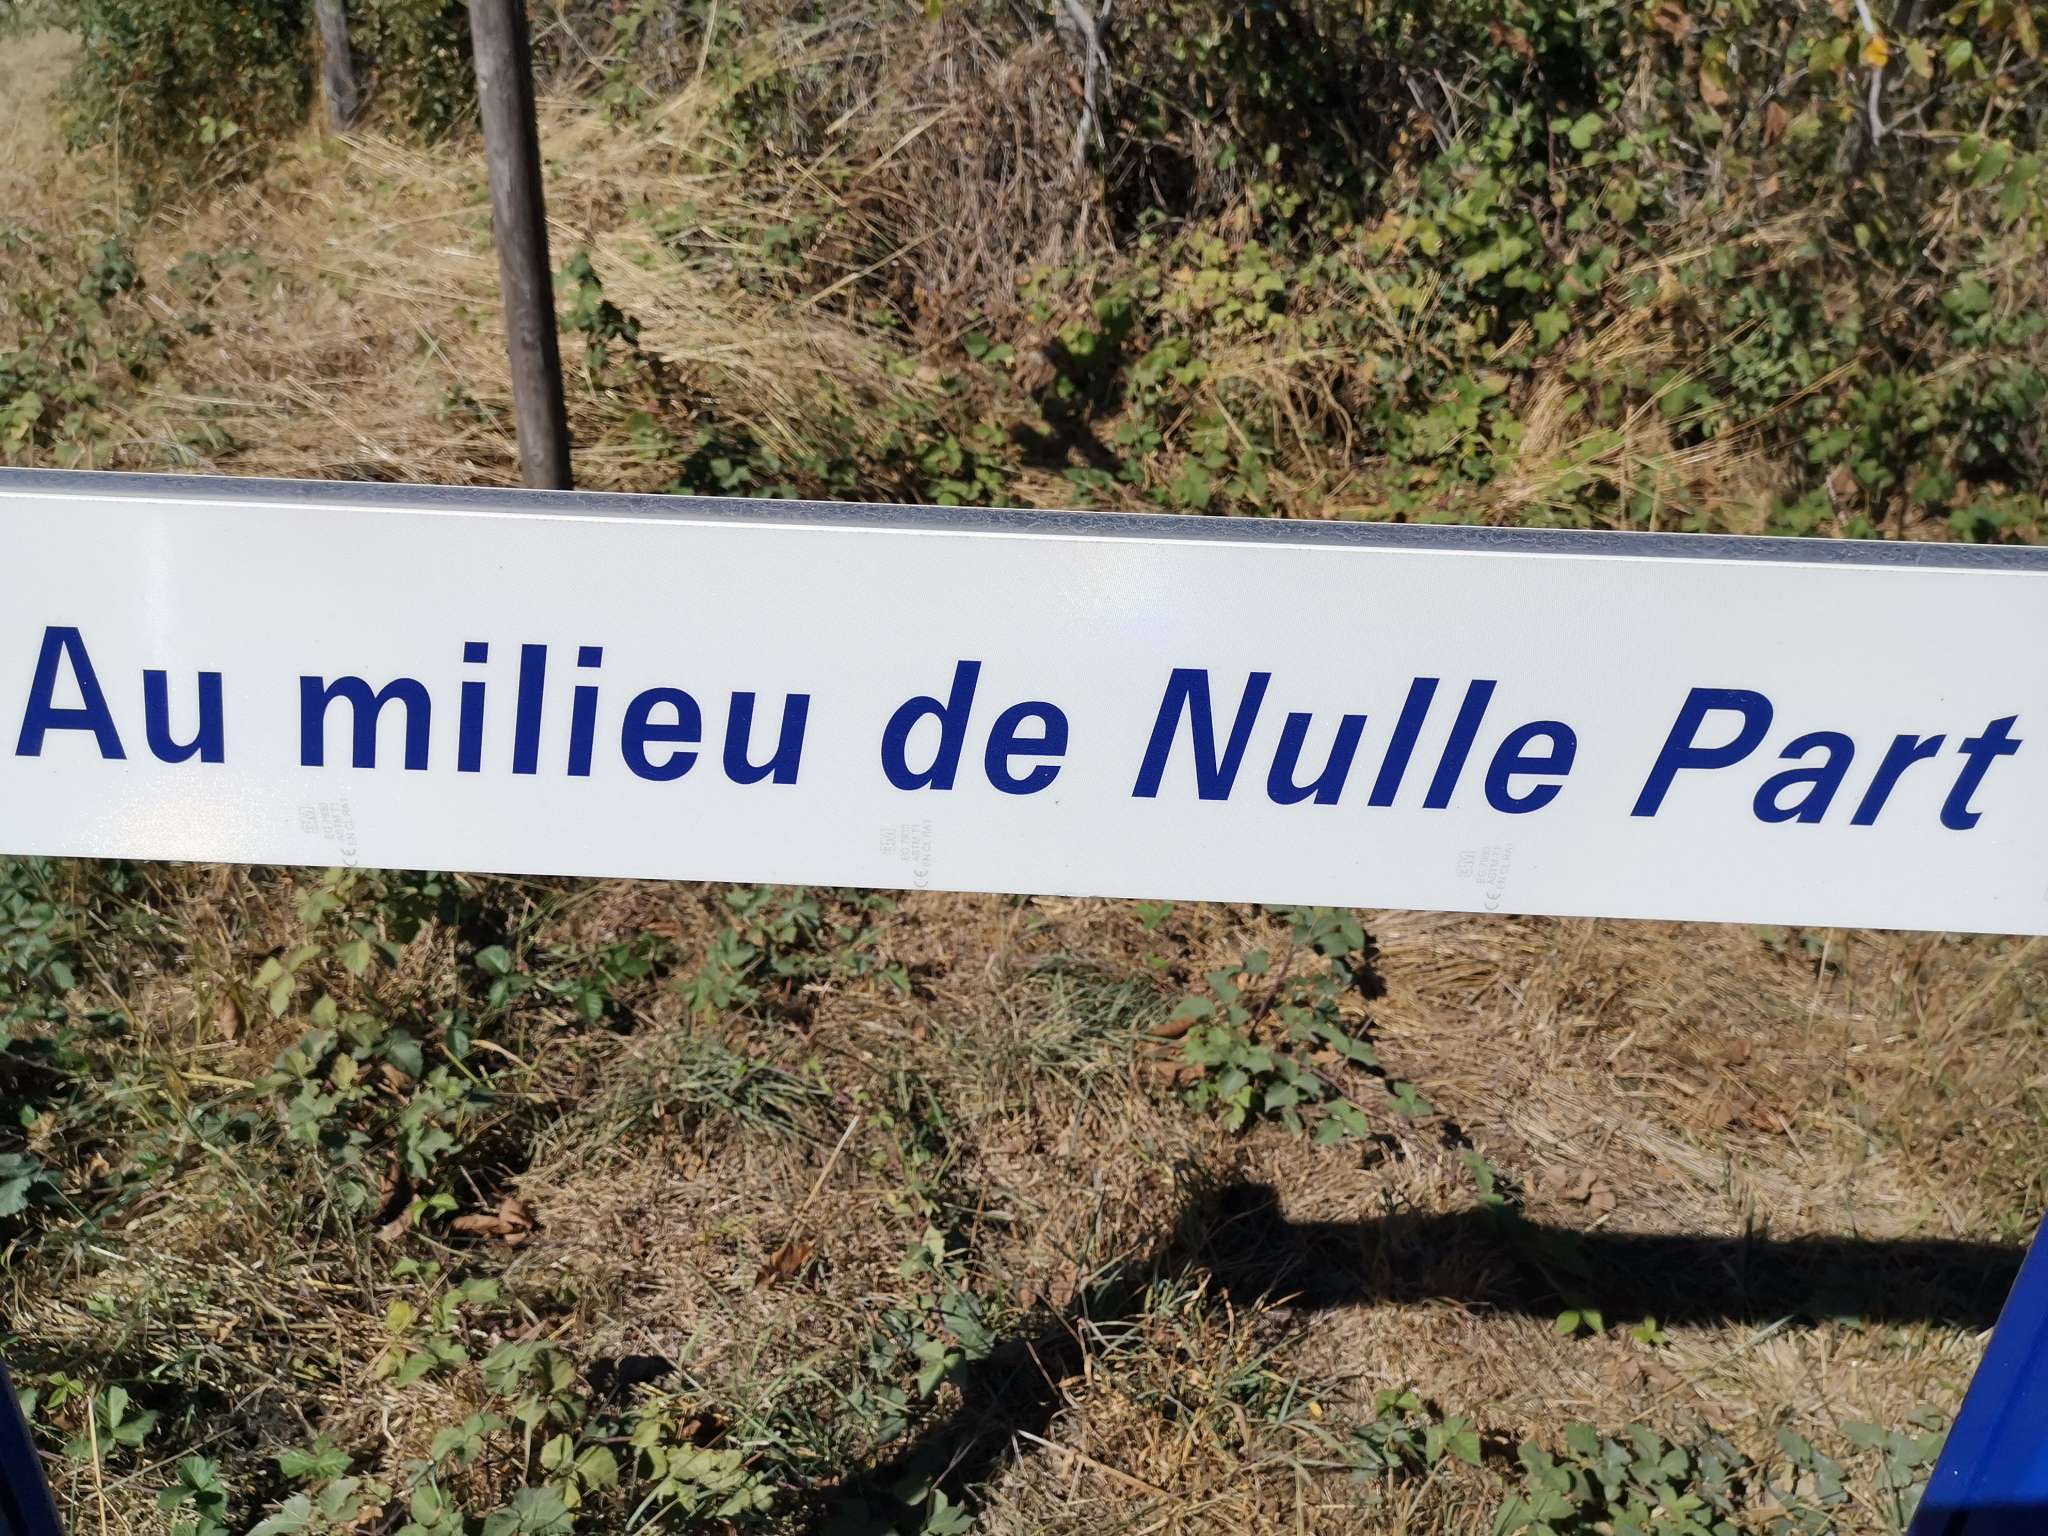 Au milieu de Nulle Part